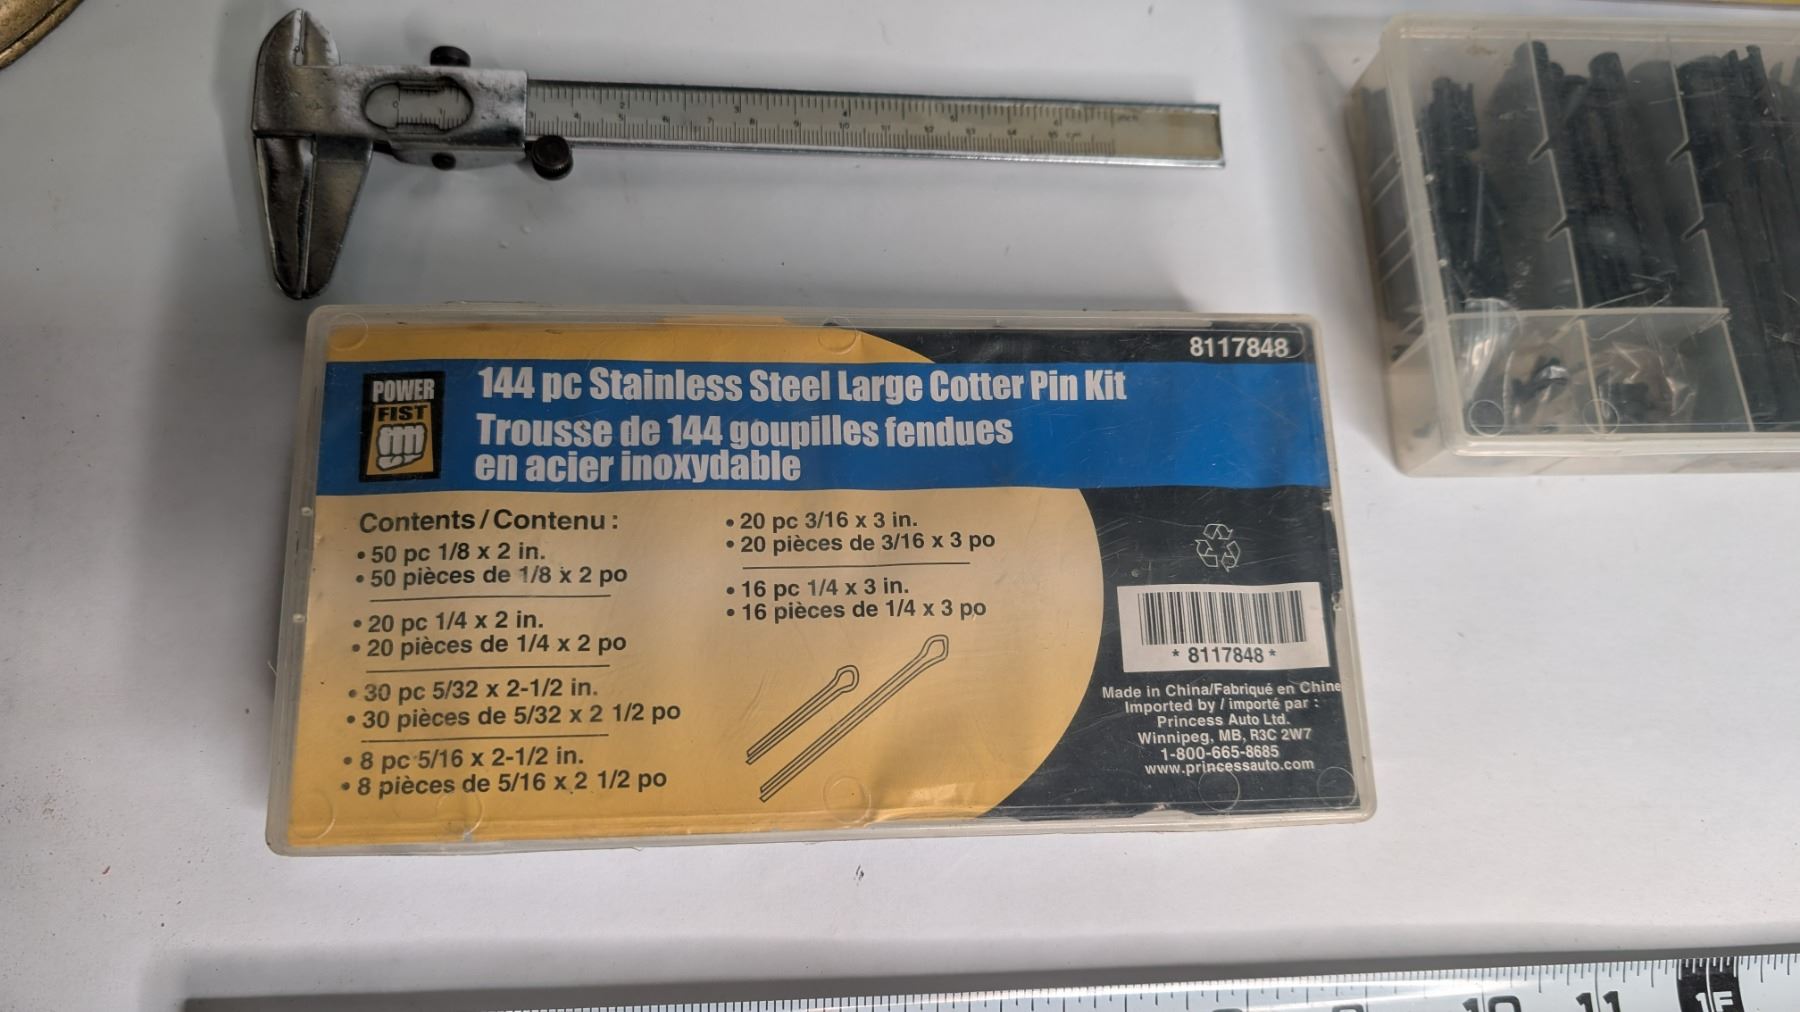 8117848
POWER
FIST
144 pc Stainless Steel Large Cotter Pin Kit
Trousse de 144 goupilles fendues
en acier inoxydable
Contents / Contenu :
• 50 pc 1/8 x 2 in.
• 50 pièces de 1/8 x 2 po
• 20 pc 1/4 x 2 in.
• 20 pièces de 1/4 x 2 po
• 30 pc 5/32 x 2-1/2 in.
• 30 pièces de 5/32 x 2 1/2 po
• 8 pc 5/16 x 2-1/2 in.
• 8 pièces de 5/16 x 2 1/2 po
• 20 pc 3/16 x 3 in.
• 20 pièces de 3/16 x 3 po
• 16 pc 1/4 x 3 in.
• 16 pièces de 1/4 x 3 po
* 8117848 *
Made in China/Fabriqué en Chine
Imported by / importé par :
Princess Auto Ltd.
Winnipeg, MB, R3C 2W7
1-800-665-8685
www.princessauto.com
10 11 1F